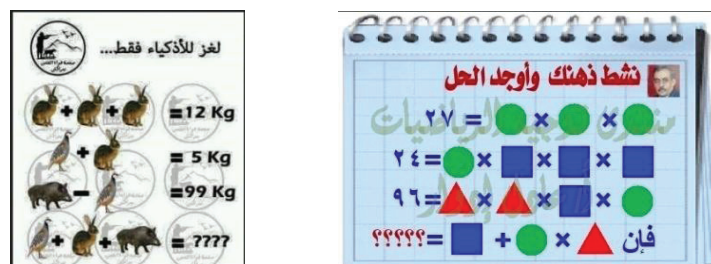 لغز للأذكياء فقط...
+ + =12 Kg
+ = 5 Kg
- =99 Kg
+ + = ????
نشط ذهنك وأوجد الحل
٢٧ = × ×
٢٤ = × × ×
٩٦ = × × ×
فإن × + =؟؟؟؟؟